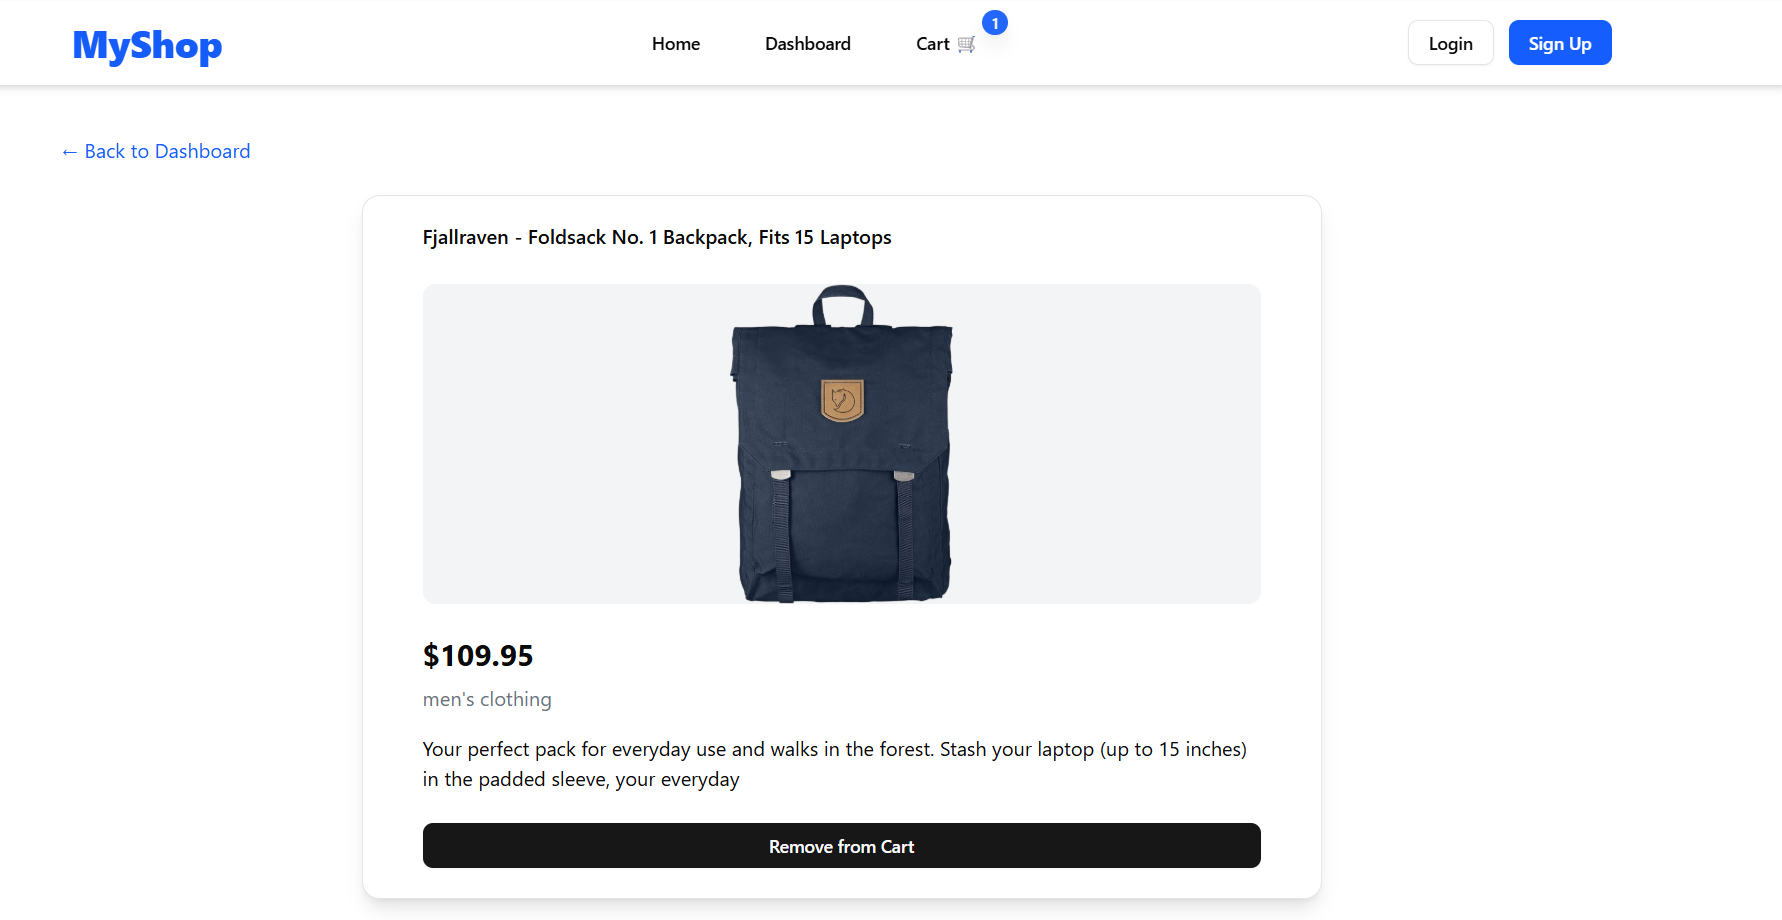 MyShop
Home
Dashboard
Cart 🛒
1
Login
Sign Up
← Back to Dashboard
Fjallraven - Foldsack No. 1 Backpack, Fits 15 Laptops
$109.95
men's clothing
Your perfect pack for everyday use and walks in the forest. Stash your laptop (up to 15 inches)
in the padded sleeve, your everyday
Remove from Cart